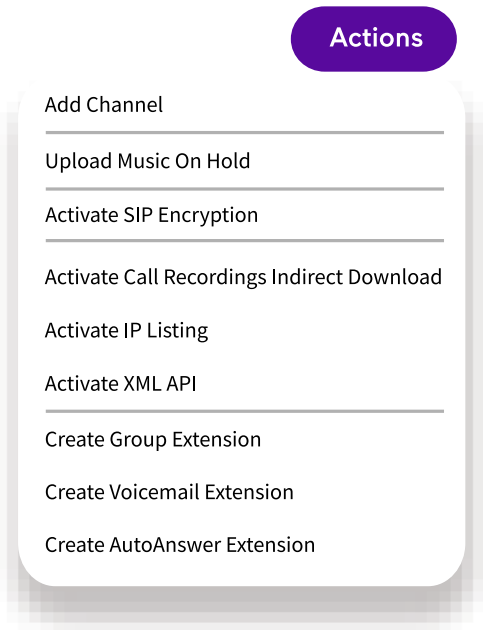 Actions
Add Channel
Upload Music On Hold
Activate SIP Encryption
Activate Call Recordings Indirect Download
Activate IP Listing
Activate XML API
Create Group Extension
Create Voicemail Extension
Create AutoAnswer Extension